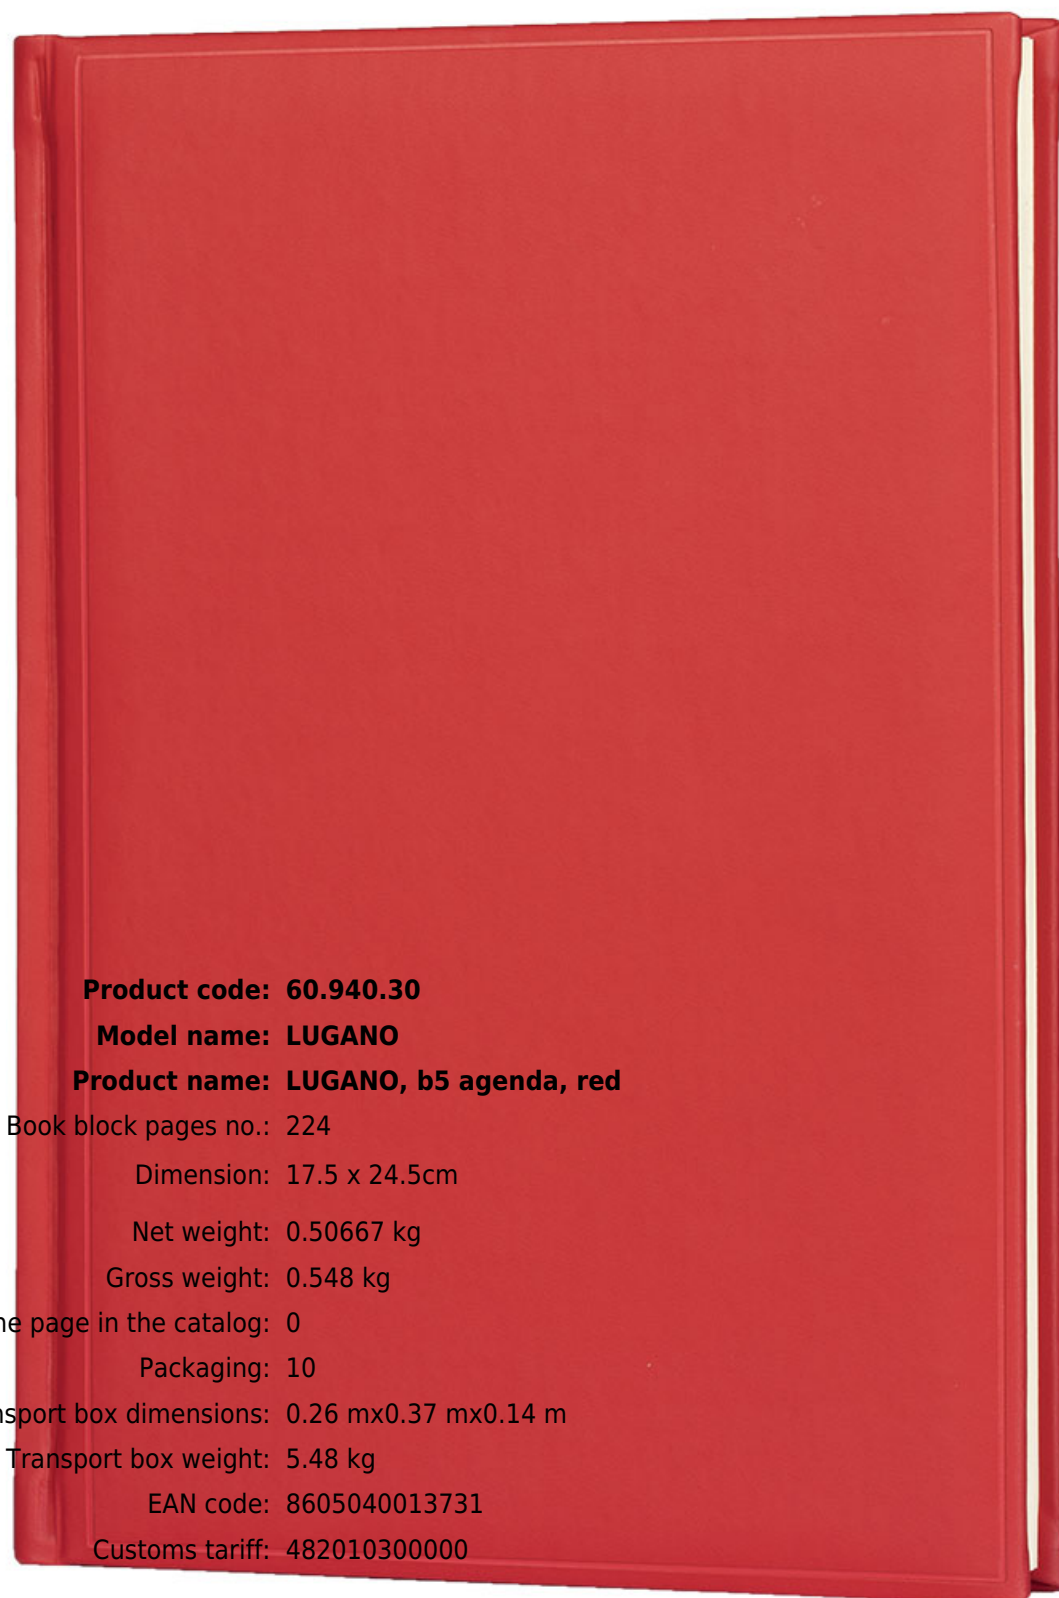 Product code: 60.940.30
Model name: LUGANO
Product name: LUGANO, b5 agenda, red
Book block pages no.: 224
Dimension: 17.5 x 24.5cm
Net weight: 0.50667 kg
Gross weight: 0.548 kg
page in the catalog: 0
Packaging: 10
box dimensions: 0.26 mx0.37 mx0.14 m
Transport box weight: 5.48 kg
EAN code: 8605040013731
Customs tariff: 482010300000